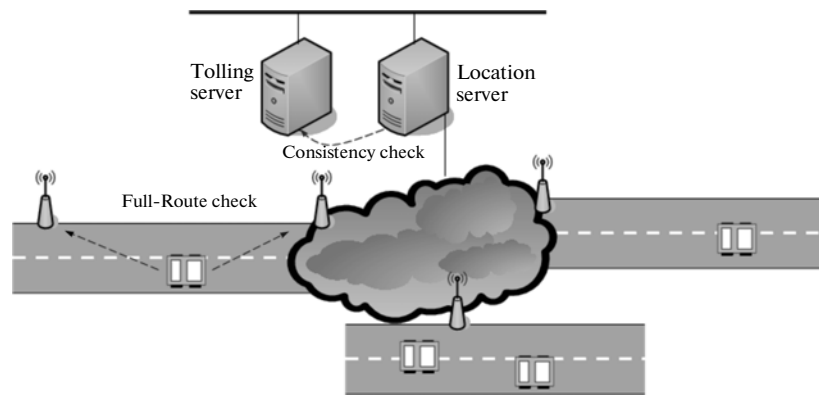 Tolling
server
Location
server
Consistency check
Full-Route check